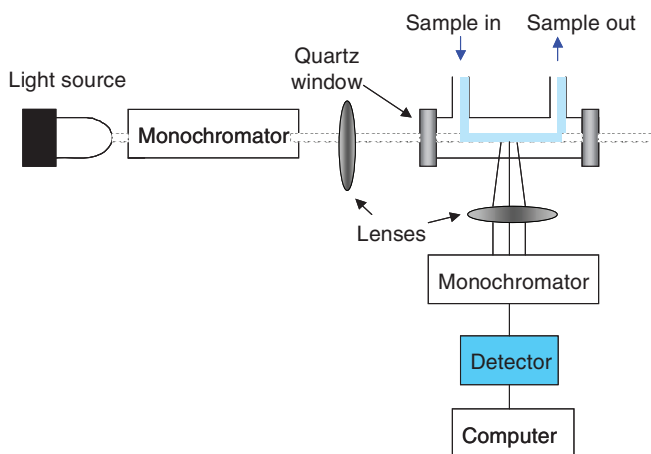 Sample in
Sample out
Quartz
window
Light source
Monochromator
Lenses
Monochromator
Detector
Computer